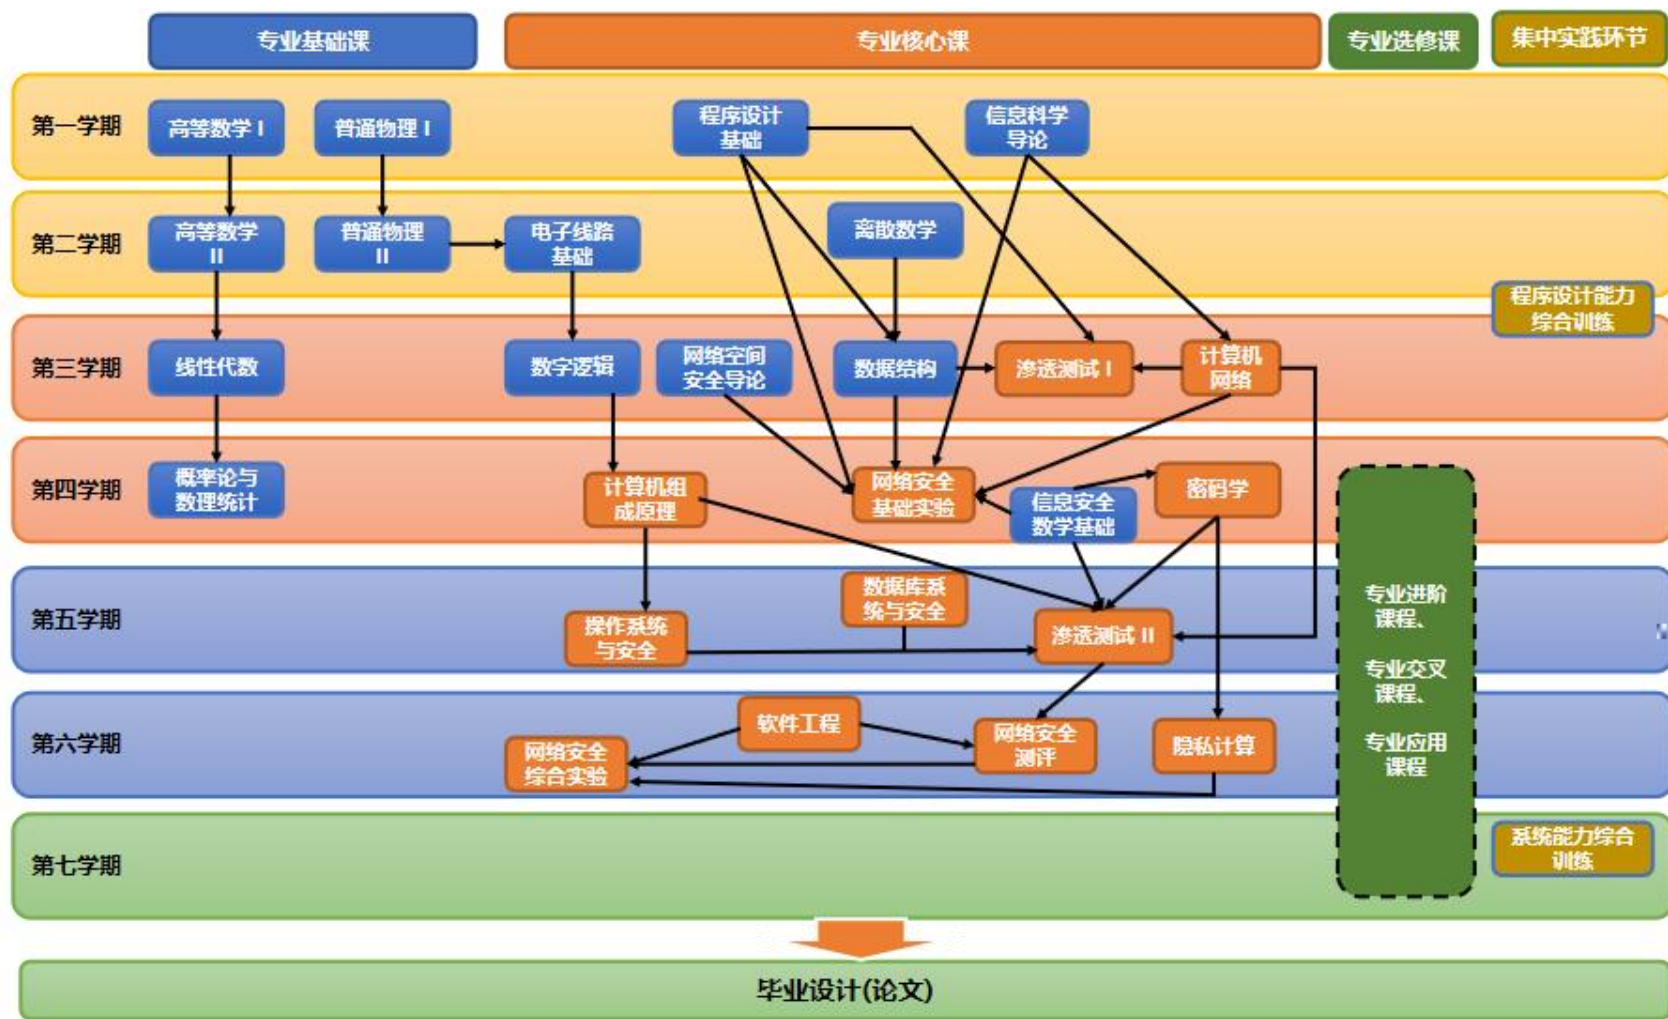 专业基础课
专业核心课
专业选修课
集中实践环节
第一学期
高等数学 I
普通物理 I
程序设计
基础
信息科学
导论
第二学期
高等数学
II
普通物理
II
电子线路
基础
离散数学
程序设计能力
综合训练
第三学期
线性代数
数字逻辑
网络空间
安全导论
数据结构
渗透测试 I
计算机
网络
第四学期
概率论与
数理统计
计算机组
成原理
网络安全
基础实验
信息安全
数学基础
密码学
第五学期
操作系统
与安全
数据库系
统与安全
渗透测试 II
专业进阶
课程、
专业交叉
课程、
专业应用
课程
第六学期
网络安全
综合实验
软件工程
网络安全
测评
隐私计算
第七学期
系统能力综合
训练
毕业设计(论文)